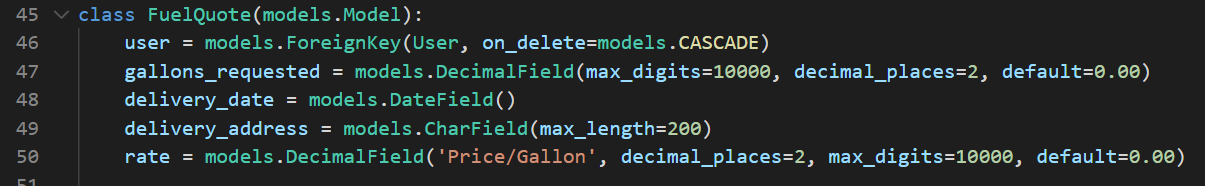 45 class FuelQuote(models.Model):
46 user = models.ForeignKey(User, on_delete=models.CASCADE)
47 gallons_requested = models.DecimalField(max_digits=10000, decimal_places=2, default=0.00)
48 delivery_date = models.DateField()
49 delivery_address = models.CharField(max_length=200)
50 rate = models.DecimalField('Price/Gallon', decimal_places=2, max_digits=10000, default=0.00)